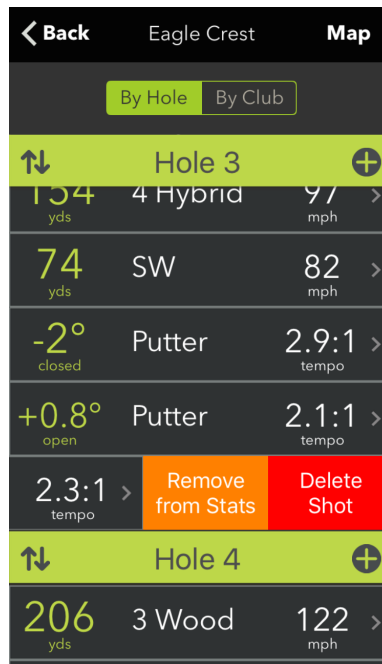 Back Eagle Crest Map
By Hole By Club
Hole 3
154 4 Hybrid 97
yds mph
74 SW 82
yds mph
-2° Putter 2.9:1
closed tempo
+0.8° Putter 2.1:1
open tempo
2.3:1 Remove Delete
tempo from Stats Shot
Hole 4
206 3 Wood 122
yds mph